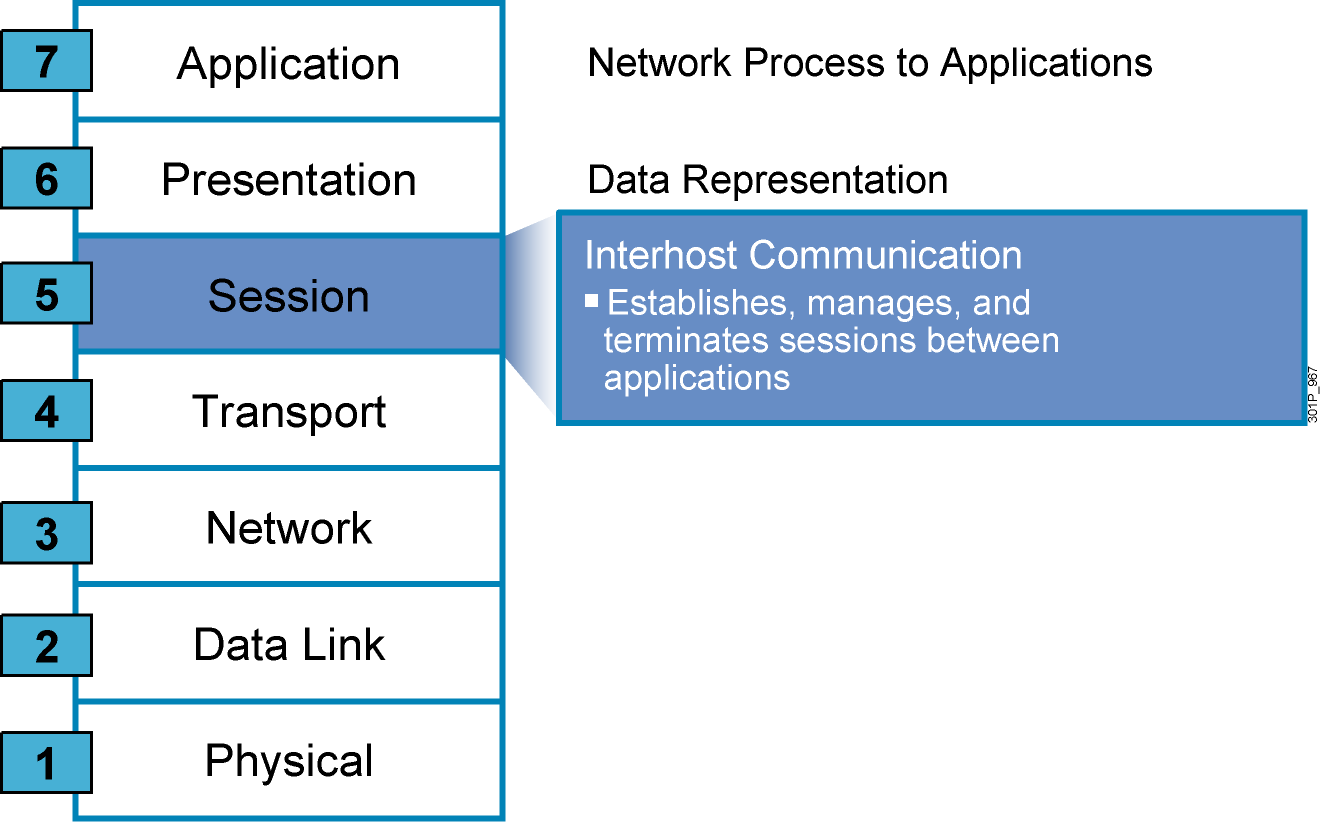 7 Application Network Process to Applications
6 Presentation Data Representation
5 Session
Interhost Communication
Establishes, manages, and
terminates sessions between
applications
301P_967
4 Transport
3 Network
2 Data Link
1 Physical